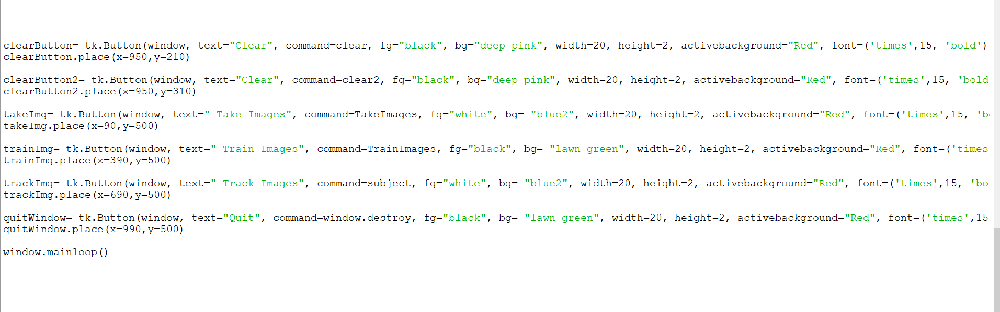 clearButton= tk.Button(window, text="Clear", command=clear, fg="black", bg="deep pink", width=20, height=2, activebackground="Red", font=('times',15, 'bold')
clearButton.place(x=950,y=210)
clearButton2= tk.Button(window, text="Clear", command=clear2, fg="black", bg="deep pink", width=20, height=2, activebackground="Red", font=('times',15, 'bold
clearButton2.place(x=950,y=310)
takeImg= tk.Button(window, text=" Take Images", command=TakeImages, fg="white", bg= "blue2", width=20, height=2, activebackground="Red", font=('times',15, 'b
takeImg.place(x=90,y=500)
trainImg= tk.Button(window, text=" Train Images", command=TrainImages, fg="black", bg= "lawn green", width=20, height=2, activebackground="Red", font=('times
trainImg.place(x=390,y=500)
trackImg= tk.Button(window, text=" Track Images", command=subject, fg="white", bg= "blue2", width=20, height=2, activebackground="Red", font=('times',15, 'bo
trackImg.place(x=690,y=500)
quitWindow= tk.Button(window, text="Quit", command=window.destroy, fg="black", bg= "lawn green", width=20, height=2, activebackground="Red", font=('times',15
quitWindow.place(x=990,y=500)
window.mainloop()